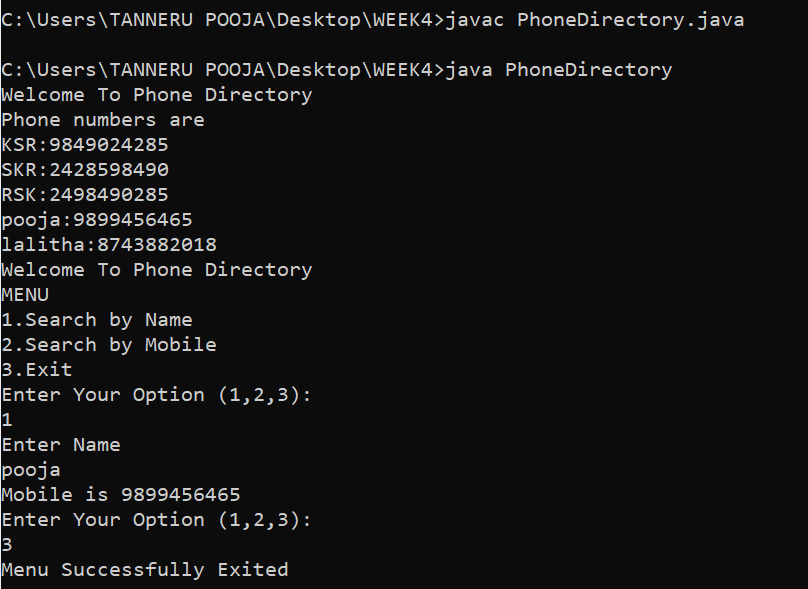 C:\Users\TANNERU POOJA\Desktop\WEEK4>javac PhoneDirectory.java
C:\Users\TANNERU POOJA\Desktop\WEEK4>java PhoneDirectory
Welcome To Phone Directory
Phone numbers are
KSR:9849024285
SKR:2428598490
RSK:2498490285
pooja:9899456465
lalitha:8743882018
Welcome To Phone Directory
MENU
1.Search by Name
2.Search by Mobile
3.Exit
Enter Your Option (1,2,3):
1
Enter Name
pooja
Mobile is 9899456465
Enter Your Option (1,2,3):
3
Menu Successfully Exited